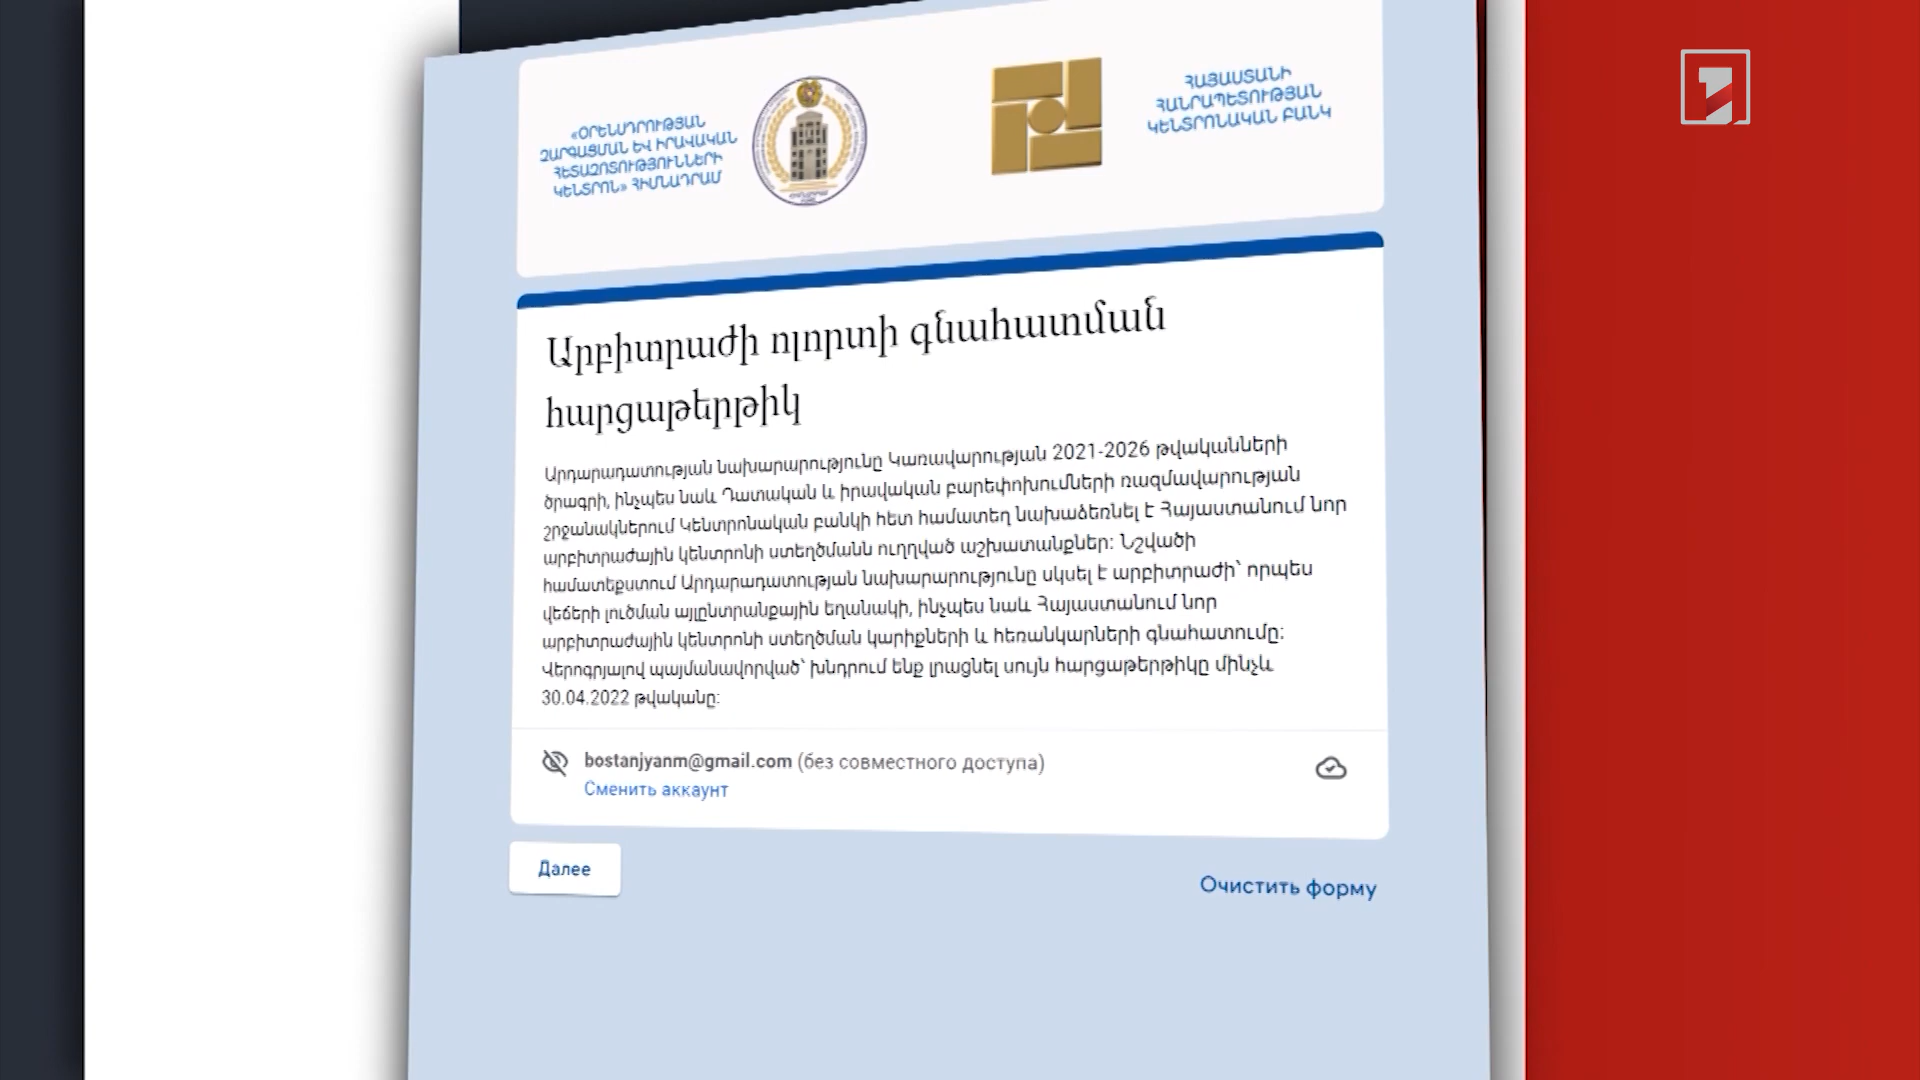 «ՕՐԵՆՍԴՐՈՒԹՅԱՆ
ԶԱՐԳԱՑՄԱՆ ԵՎ ԻՐԱՎԱԿԱՆ
ՀԵՏԱԶՈՏՈՒԹՅՈՒՆՆԵՐԻ
ԿԵՆՏՐՈՆ» ՀԻՄՆԱԴՐԱՄ
ՀԱՅԱՍՏԱՆԻ
ՀԱՆՐԱՊԵՏՈՒԹՅԱՆ
ԿԵՆՏՐՈՆԱԿԱՆ ԲԱՆԿ
1
Արբիտրաժի ոլորտի գնահատման
հարցաթերթիկ
Արդարադատության նախարարությունը Կառավարության 2021-2026 թվականների
ծրագրի, ինչպես նաև Դատական և իրավական բարեփոխումների ռազմավարության
շրջանակներում Կենտրոնական բանկի հետ համատեղ նախաձեռնել է Հայաստանում նոր
արբիտրաժային կենտրոնի ստեղծմանն ուղղված աշխատանքներ: Նշվածի
համատեքստում Արդարադատության նախարարությունը սկսել է արբիտրաժի՝ որպես
վեճերի լուծման այլընտրանքային եղանակի, ինչպես նաև Հայաստանում նոր
արբիտրաժային կենտրոնի ստեղծման կարիքների և հեռանկարների գնահատումը:
Վերոգրյալով պայմանավորված՝ խնդրում ենք լրացնել սույն հարցաթերթիկը մինչև
30.04.2022 թվականը:
bostanjyanm@gmail.com (без совместного доступа)
Сменить аккаунт
Далее
Очистить форму